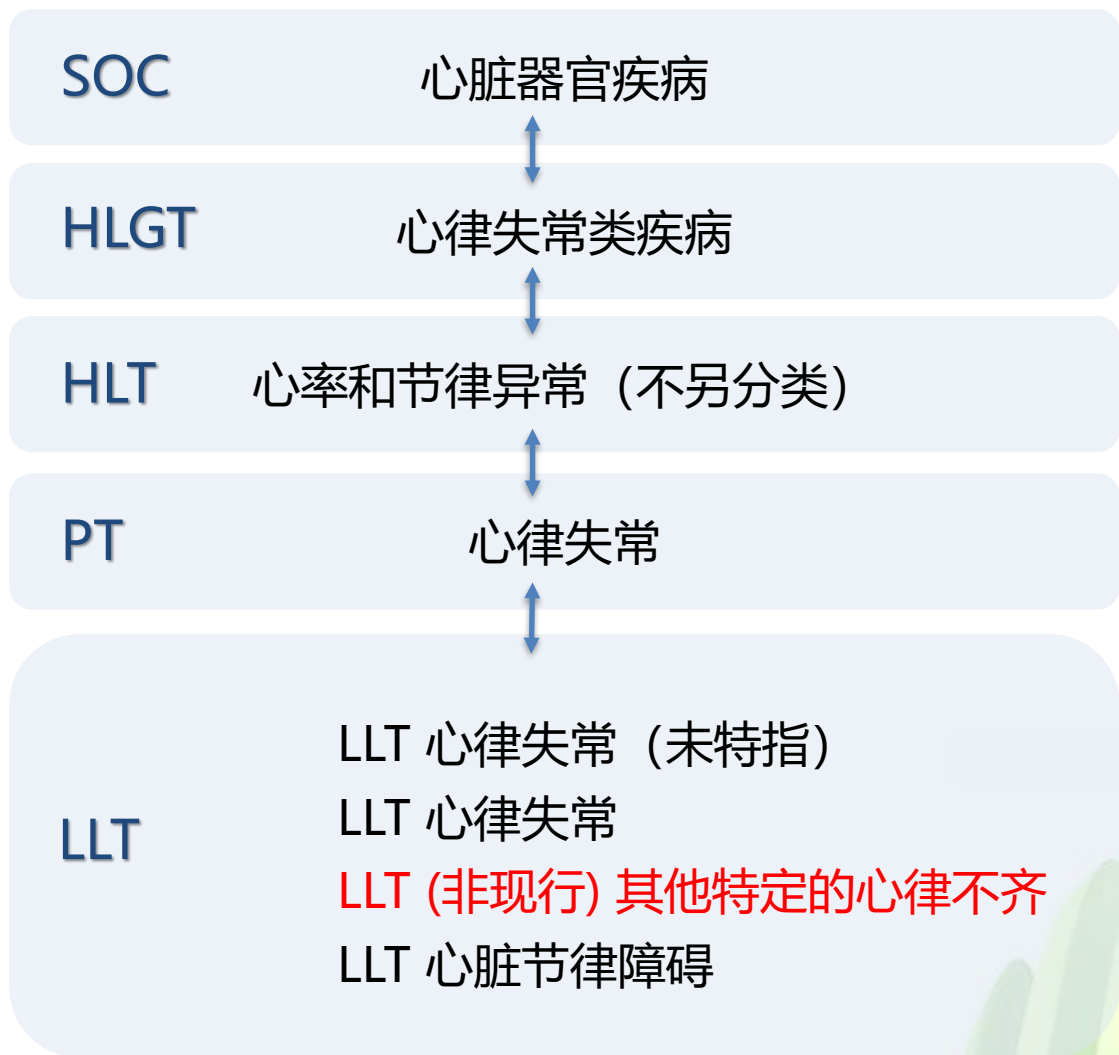 SOC 心脏器官疾病
HLGT 心律失常类疾病
HLT 心率和节律异常（不另分类）
PT 心律失常
LLT
LLT 心律失常（未特指）
LLT 心律失常
LLT (非现行) 其他特定的心律不齐
LLT 心脏节律障碍